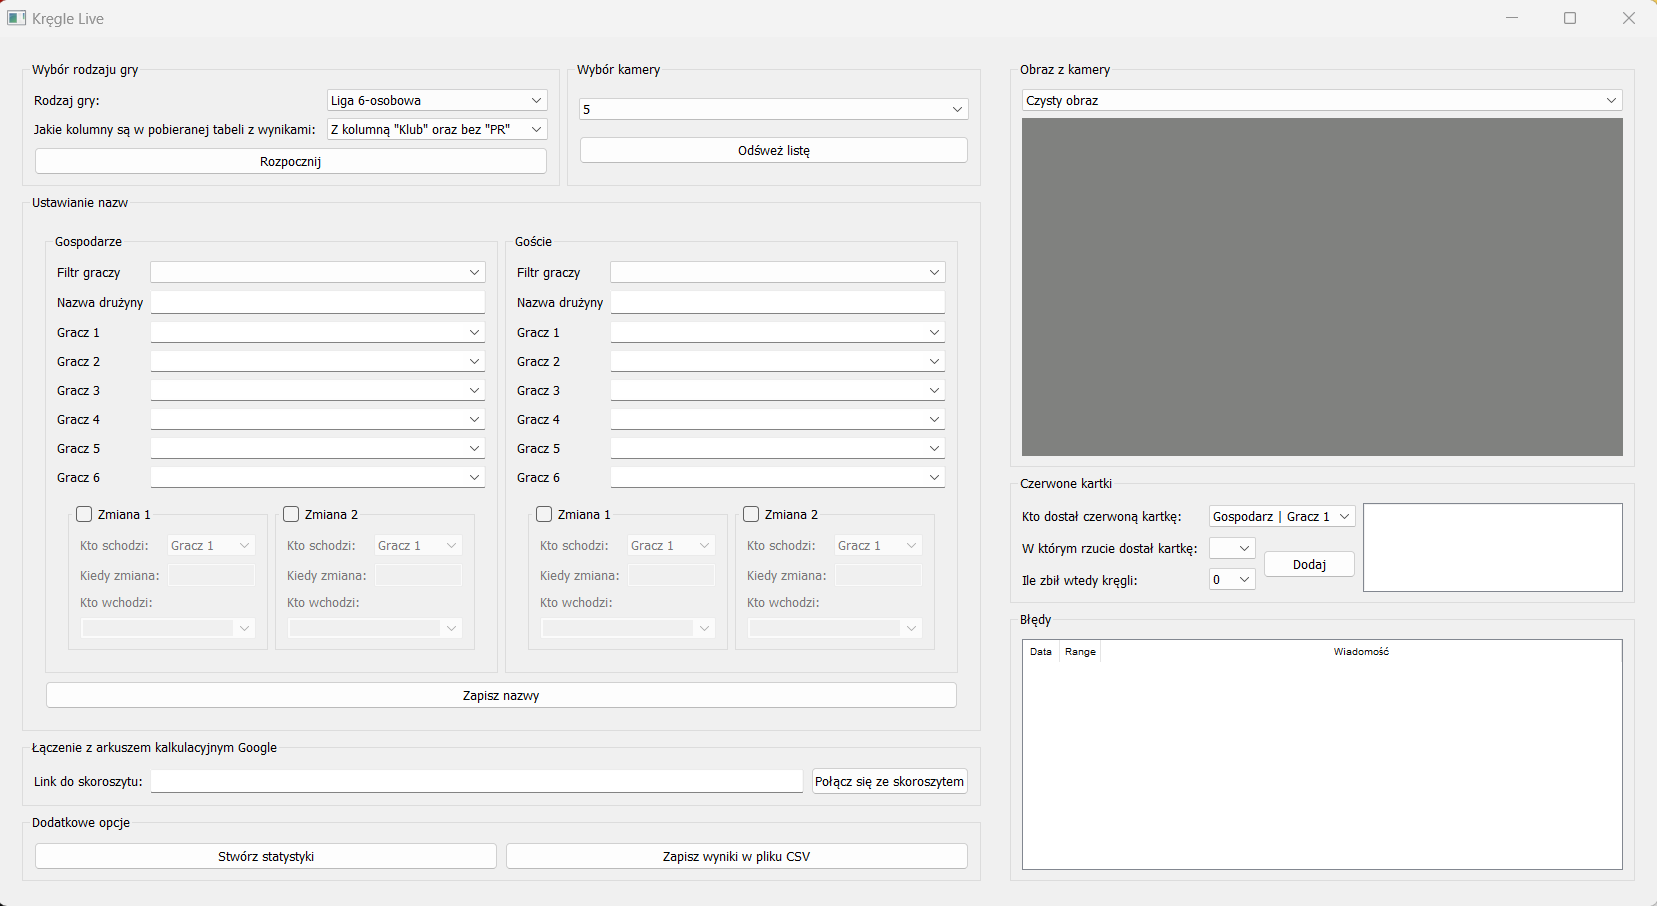 Kręgle Live
Wybór rodzaju gry
Rodzaj gry:
Liga 6-osobowa
Jakie kolumny są w pobieranej tabeli z wynikami:
Z kolumną "Klub" oraz bez "PR"
Rozpocznij
Wybór kamery
5
Odśwież listę
Ustawianie nazw
Gospodarze
Filtr graczy
Nazwa drużyny
Gracz 1
Gracz 2
Gracz 3
Gracz 4
Gracz 5
Gracz 6
Zmiana 1
Kto schodzi:
Gracz 1
Kiedy zmiana:
Kto wchodzi:
Zmiana 2
Kto schodzi:
Gracz 1
Kiedy zmiana:
Kto wchodzi:
Goście
Filtr graczy
Nazwa drużyny
Gracz 1
Gracz 2
Gracz 3
Gracz 4
Gracz 5
Gracz 6
Zmiana 1
Kto schodzi:
Gracz 1
Kiedy zmiana:
Kto wchodzi:
Zmiana 2
Kto schodzi:
Gracz 1
Kiedy zmiana:
Kto wchodzi:
Zapisz nazwy
Łączenie z arkuszem kalkulacyjnym Google
Link do skoroszytu:
Połącz się ze skoroszytem
Dodatkowe opcje
Stwórz statystyki
Zapisz wyniki w pliku CSV
Obraz z kamery
Czysty obraz
Czerwone kartki
Kto dostał czerwoną kartkę:
Gospodarz | Gracz 1
W którym rzucie dostał kartkę:
Ile zbił wtedy kręgli:
0
Dodaj
Błędy
Data Range Wiadomość